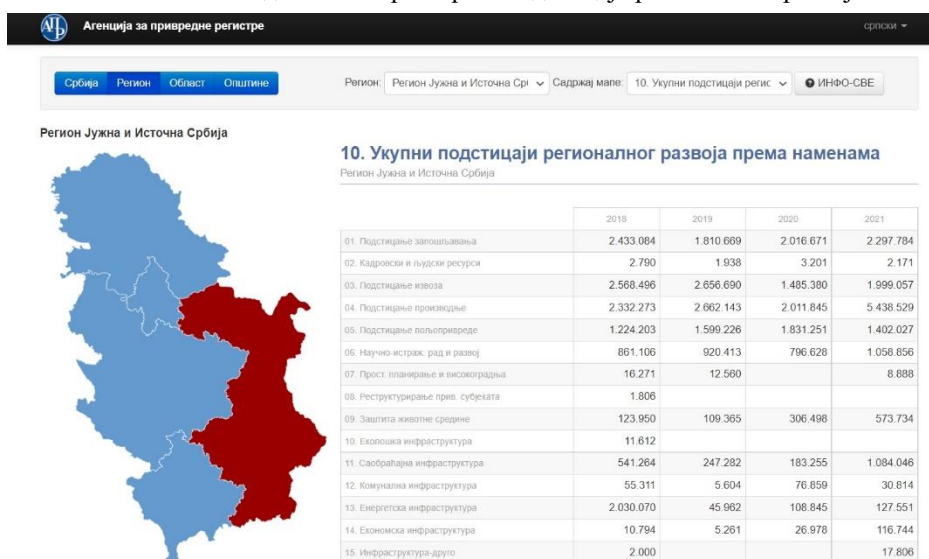 Агенција за привредне регистре
српски
Србија Регион Област Општине
Регион: Регион Јужна и Источна Срı Садржај мапе: 10. Укупни подстицаји регис ИНФО-СВЕ
Регион Јужна и Источна Србија
10. Укупни подстицаји регионалног развоја према наменама
Регион Јужна и Источна Србија
2018 2019 2020 2021
01. Подстицање запошљавања 2.433.084 1.810.669 2.016.671 2.297.784
02. Кадровски и људски ресурси 2.790 1.938 3.201 2.171
03. Подстицање извоза 2.568.496 2.656.690 1.485.380 1.999.057
04. Подстицање производње 2.332.273 2.662.143 2.011.845 5.438.529
05. Подстицање пољопривреде 1.224.203 1.599.226 1.831.251 1.402.027
06. Научно-истраж. рад и развој 861.106 920.413 796.628 1.058.856
07. Прост. планирање и високоградња 16.271 12.560 8.888
08. Реструктурирање прив. субјеката 1.806
09. Заштита животне средине 123.950 109.365 306.498 573.734
10. Еколошка инфраструктура 11.612
11. Саобраћајна инфраструктура 541.264 247.282 183.255 1.084.046
12. Комунална инфраструктура 55.311 5.604 76.859 30.814
13. Енергетска инфраструктура 2.030.070 45.962 108.845 127.551
14. Економска инфраструктура 10.794 5.261 26.978 116.744
15. Инфраструктура-друго 2.000 17.806